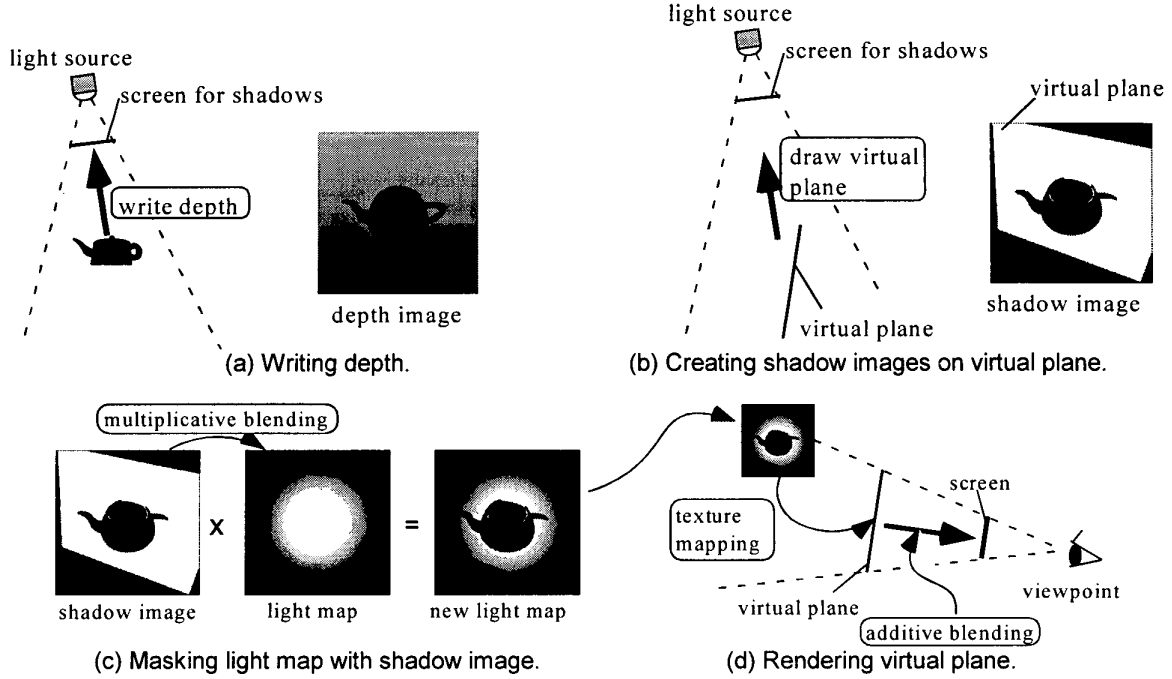 light source
screen for shadows
write depth
depth image
(a) Writing depth.
light source
screen for shadows
virtual plane
draw virtual
plane
virtual plane
shadow image
(b) Creating shadow images on virtual plane.
multiplicative blending
x
=
shadow image
light map
new light map
(c) Masking light map with shadow image.
texture
mapping
screen
virtual plane
viewpoint
additive blending
(d) Rendering virtual plane.